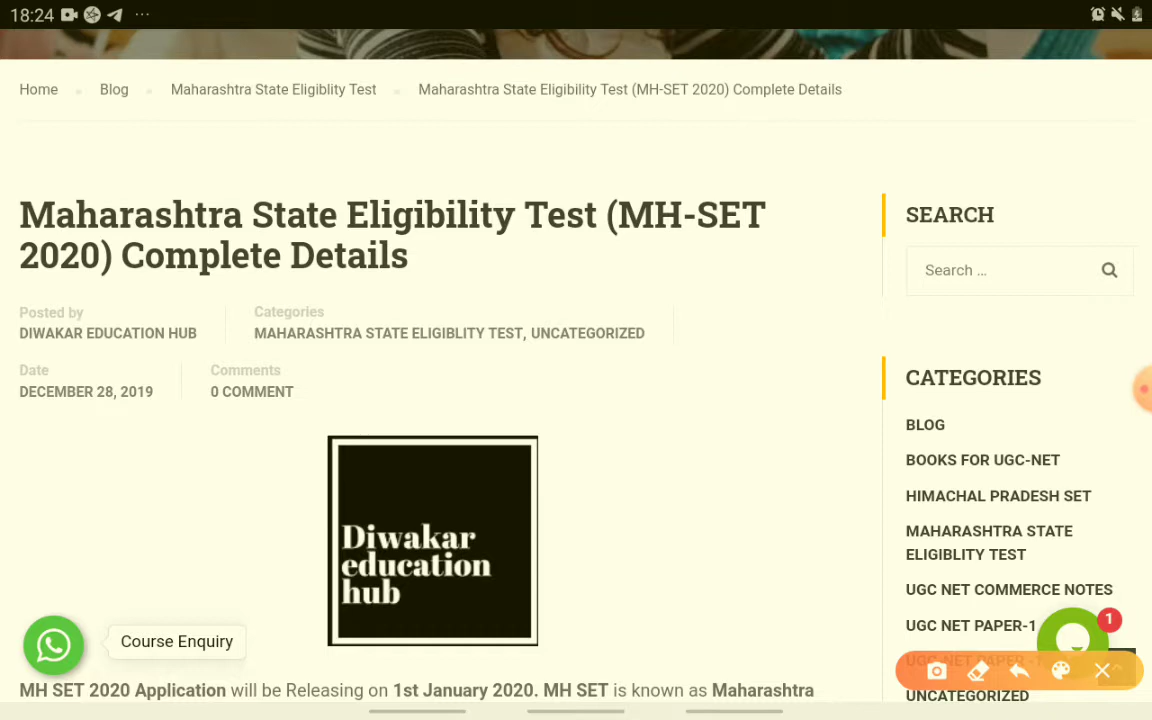 18:24
Home Blog Maharashtra State Eligiblity Test Maharashtra State Eligibility Test (MH-SET 2020) Complete Details
Maharashtra State Eligibility Test (MH-SET
2020) Complete Details
Posted by
DIWAKAR EDUCATION HUB
Categories
MAHARASHTRA STATE ELIGIBLITY TEST, UNCATEGORIZED
Date
DECEMBER 28, 2019
Comments
0 COMMENT
Diwakar
education
hub
Course Enquiry
MH SET 2020 Application will be Releasing on 1st January 2020. MH SET is known as Maharashtra
SEARCH
Search ...
CATEGORIES
BLOG
BOOKS FOR UGC-NET
HIMACHAL PRADESH SET
MAHARASHTRA STATE
ELIGIBLITY TEST
UGC NET COMMERCE NOTES
UGC NET PAPER-1
1
UGC NET PAPER -
UNCATEGORIZED